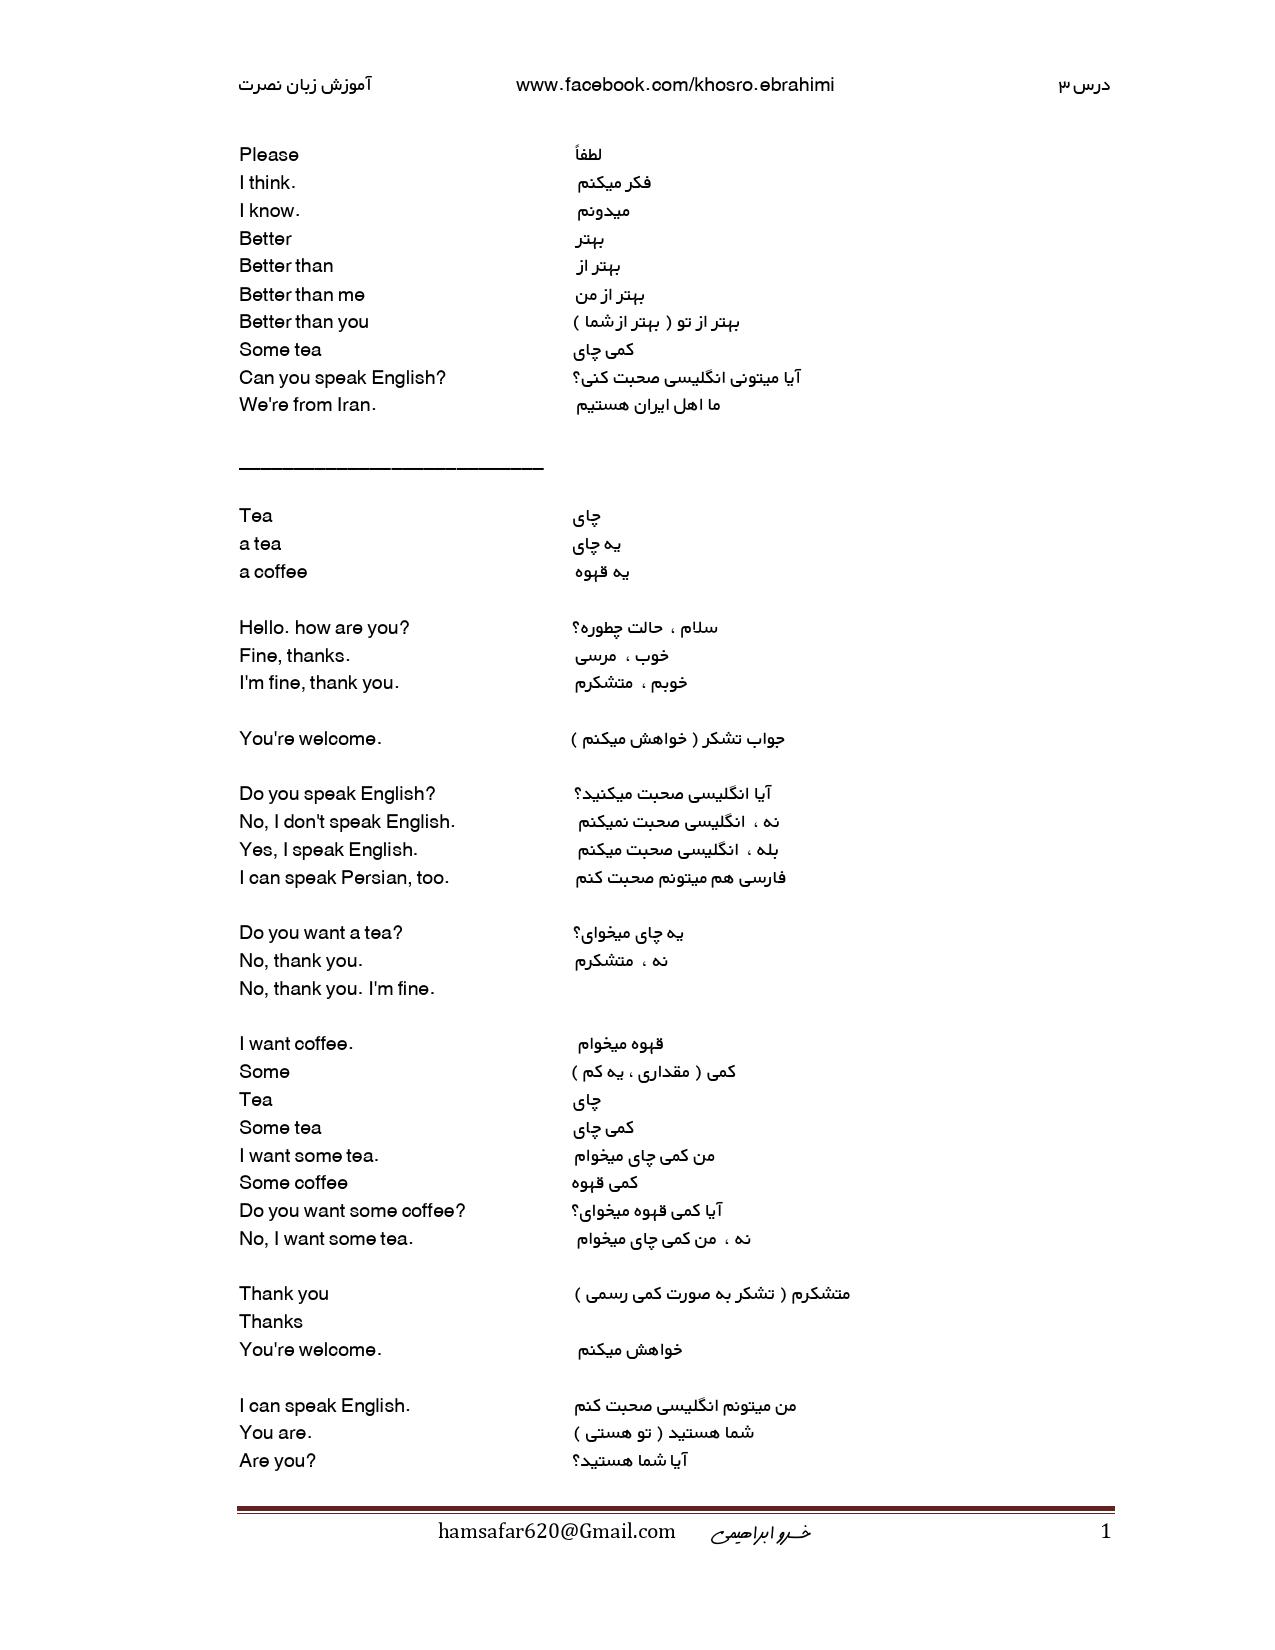 آموزش زبان نصرت www.facebook.com/khosro.ebrahimi درس ۳
Please لطفاً
I think. فکر میکنم
I know. میدونم
Better بهتر
Better than بهتر از
Better than me بهتر از من
Better than you بهتر از تو ( بهتر از شما )
Some tea کمی چای
Can you speak English? آیا میتونی انگلیسی صحبت کنی؟
We're from Iran. ما اهل ایران هستیم
____________________________
Tea چای
a tea یه چای
a coffee یه قهوه
Hello. how are you? سلام ، حالت چطوره؟
Fine, thanks. خوب ، مرسی
I'm fine, thank you. خوبم ، متشکرم
You're welcome. جواب تشکر ( خواهش میکنم )
Do you speak English? آیا انگلیسی صحبت میکنید؟
No, I don't speak English. نه ، انگلیسی صحبت نمیکنم
Yes, I speak English. بله ، انگلیسی صحبت میکنم
I can speak Persian, too. فارسی هم میتونم صحبت کنم
Do you want a tea? یه چای میخوای؟
No, thank you. نه ، متشکرم
No, thank you. I'm fine.
I want coffee. قهوه میخوام
Some کمی ( مقداری ، یه کم )
Tea چای
Some tea کمی چای
I want some tea. من کمی چای میخوام
Some coffee کمی قهوه
Do you want some coffee? آیا کمی قهوه میخوای؟
No, I want some tea. نه ، من کمی چای میخوام
Thank you متشکرم ( تشکر به صورت کمی رسمی )
Thanks
You're welcome. خواهش میکنم
I can speak English. من میتونم انگلیسی صحبت کنم
You are. شما هستید ( تو هستی )
Are you? آیا شما هستید؟
hamsafar620@Gmail.com خسرو ابراهیمی 1